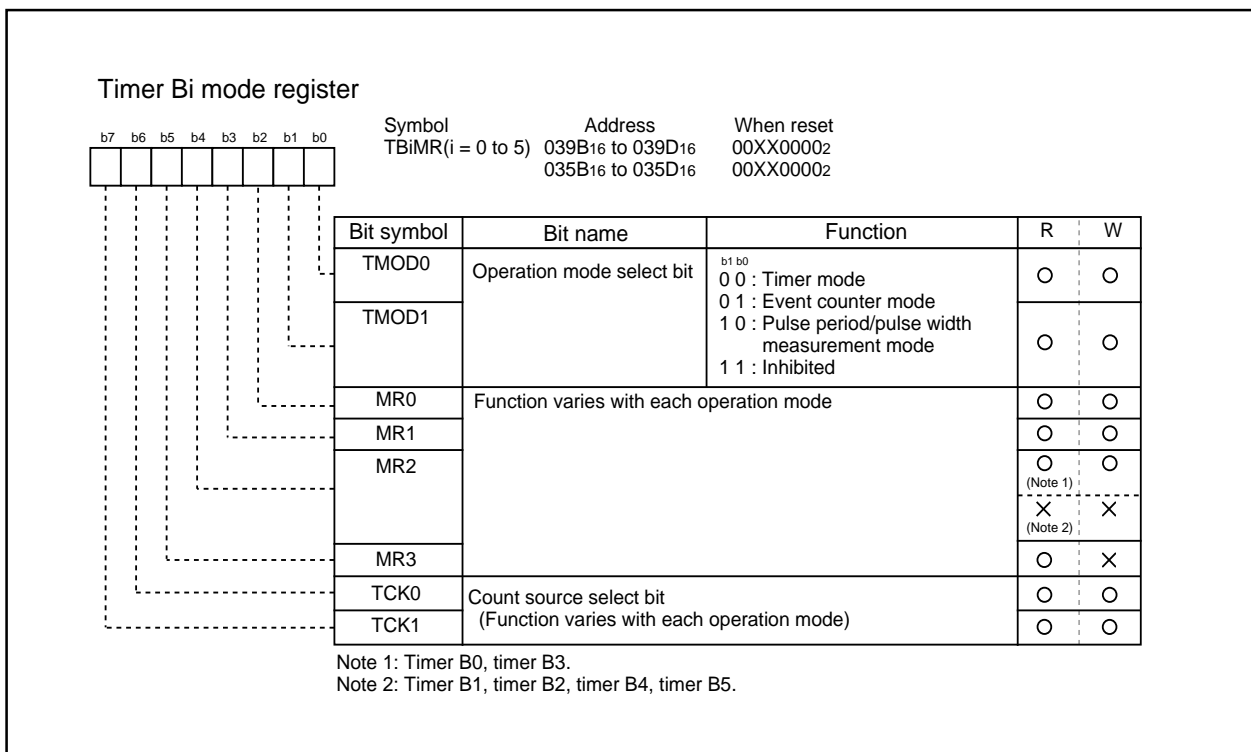 Timer Bi mode register
Symbol Address When reset
b7 b6 b5 b4 b3 b2 b1 b0
TBiMR(i = 0 to 5) 039B16 to 039D16 00XX00002
035B16 to 035D16 00XX00002
Bit symbol Bit name Function R W
TMOD0 Operation mode select bit b1 b0
0 0 : Timer mode
0 1 : Event counter mode
TMOD1 1 0 : Pulse period/pulse width
measurement mode
1 1 : Inhibited
MR0 Function varies with each operation mode
MR1
MR2
(Note 1)
(Note 2)
MR3
TCK0 Count source select bit
TCK1 (Function varies with each operation mode)
Note 1: Timer B0, timer B3.
Note 2: Timer B1, timer B2, timer B4, timer B5.